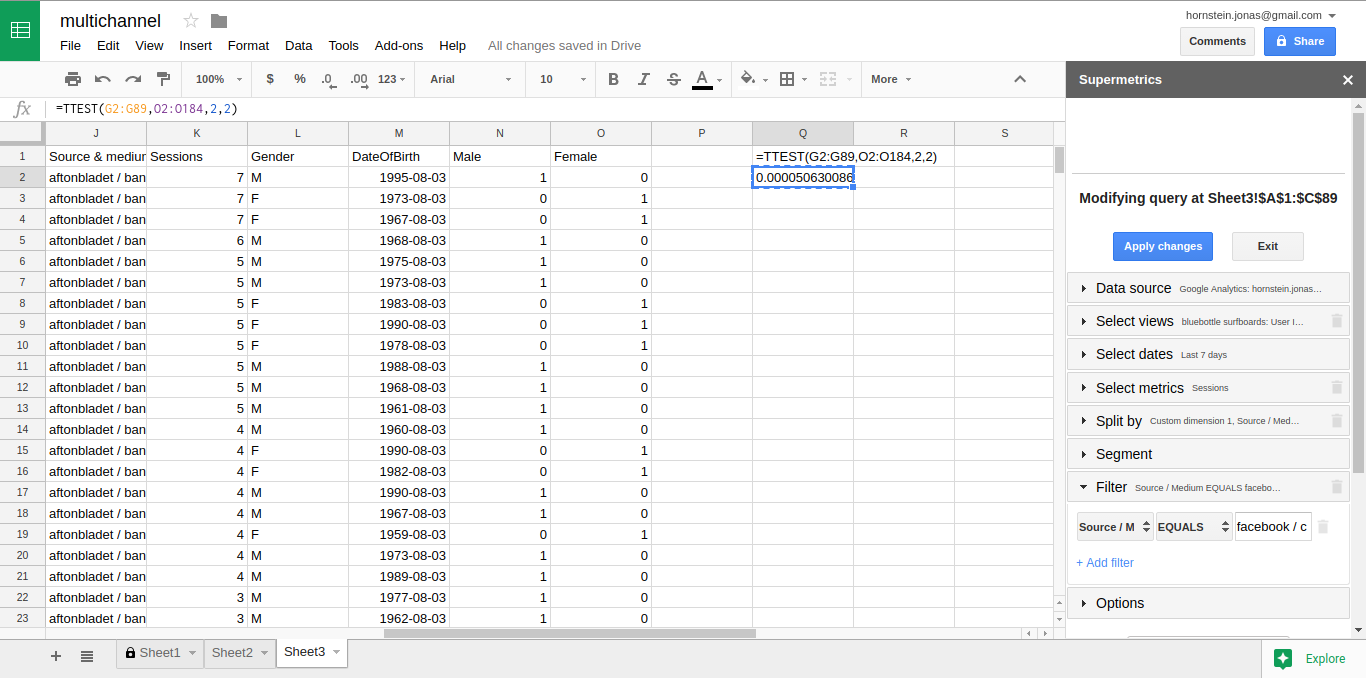 multichannel
hornstein.jonas@gmail.com
File Edit View Insert Format Data Tools Add-ons Help All changes saved in Drive
Comments Share
100% $ % .0 .00 123 Arial 10 B I S A More
Supermetrics
fx =TTEST(G2:G89,O2:O184,2,2)
J K L M N O P Q R S
1 Source & mediur Sessions Gender DateOfBirth Male Female =TTEST(G2:G89,O2:O184,2,2)
2 aftonbladet / ban 7 M 1995-08-03 1 0 0.000050630086
3 aftonbladet / ban 7 F 1973-08-03 0 1
4 aftonbladet / ban 7 F 1967-08-03 0 1
5 aftonbladet / ban 6 M 1968-08-03 1 0
6 aftonbladet / ban 5 M 1975-08-03 1 0
7 aftonbladet / ban 5 M 1973-08-03 1 0
8 aftonbladet / ban 5 F 1983-08-03 0 1
9 aftonbladet / ban 5 F 1990-08-03 0 1
10 aftonbladet / ban 5 F 1978-08-03 0 1
11 aftonbladet / ban 5 M 1988-08-03 1 0
12 aftonbladet / ban 5 M 1968-08-03 1 0
13 aftonbladet / ban 5 M 1961-08-03 1 0
14 aftonbladet / ban 4 M 1960-08-03 1 0
15 aftonbladet / ban 4 F 1990-08-03 0 1
16 aftonbladet / ban 4 F 1982-08-03 0 1
17 aftonbladet / ban 4 M 1990-08-03 1 0
18 aftonbladet / ban 4 M 1967-08-03 1 0
19 aftonbladet / ban 4 F 1959-08-03 0 1
20 aftonbladet / ban 4 M 1973-08-03 1 0
21 aftonbladet / ban 4 M 1989-08-03 1 0
22 aftonbladet / ban 3 M 1977-08-03 1 0
23 aftonbladet / ban 3 M 1962-08-03 1 0
Modifying query at Sheet3!$A$1:$C$89
Apply changes Exit
Data source Google Analytics: hornstein.jonas…
Select views bluebottle surfboards: User I…
Select dates Last 7 days
Select metrics Sessions
Split by Custom dimension 1, Source / Med…
Segment
Filter Source / Medium EQUALS facebo…
Source / M EQUALS facebook / c
+ Add filter
Options
Sheet1 Sheet2 Sheet3
Explore